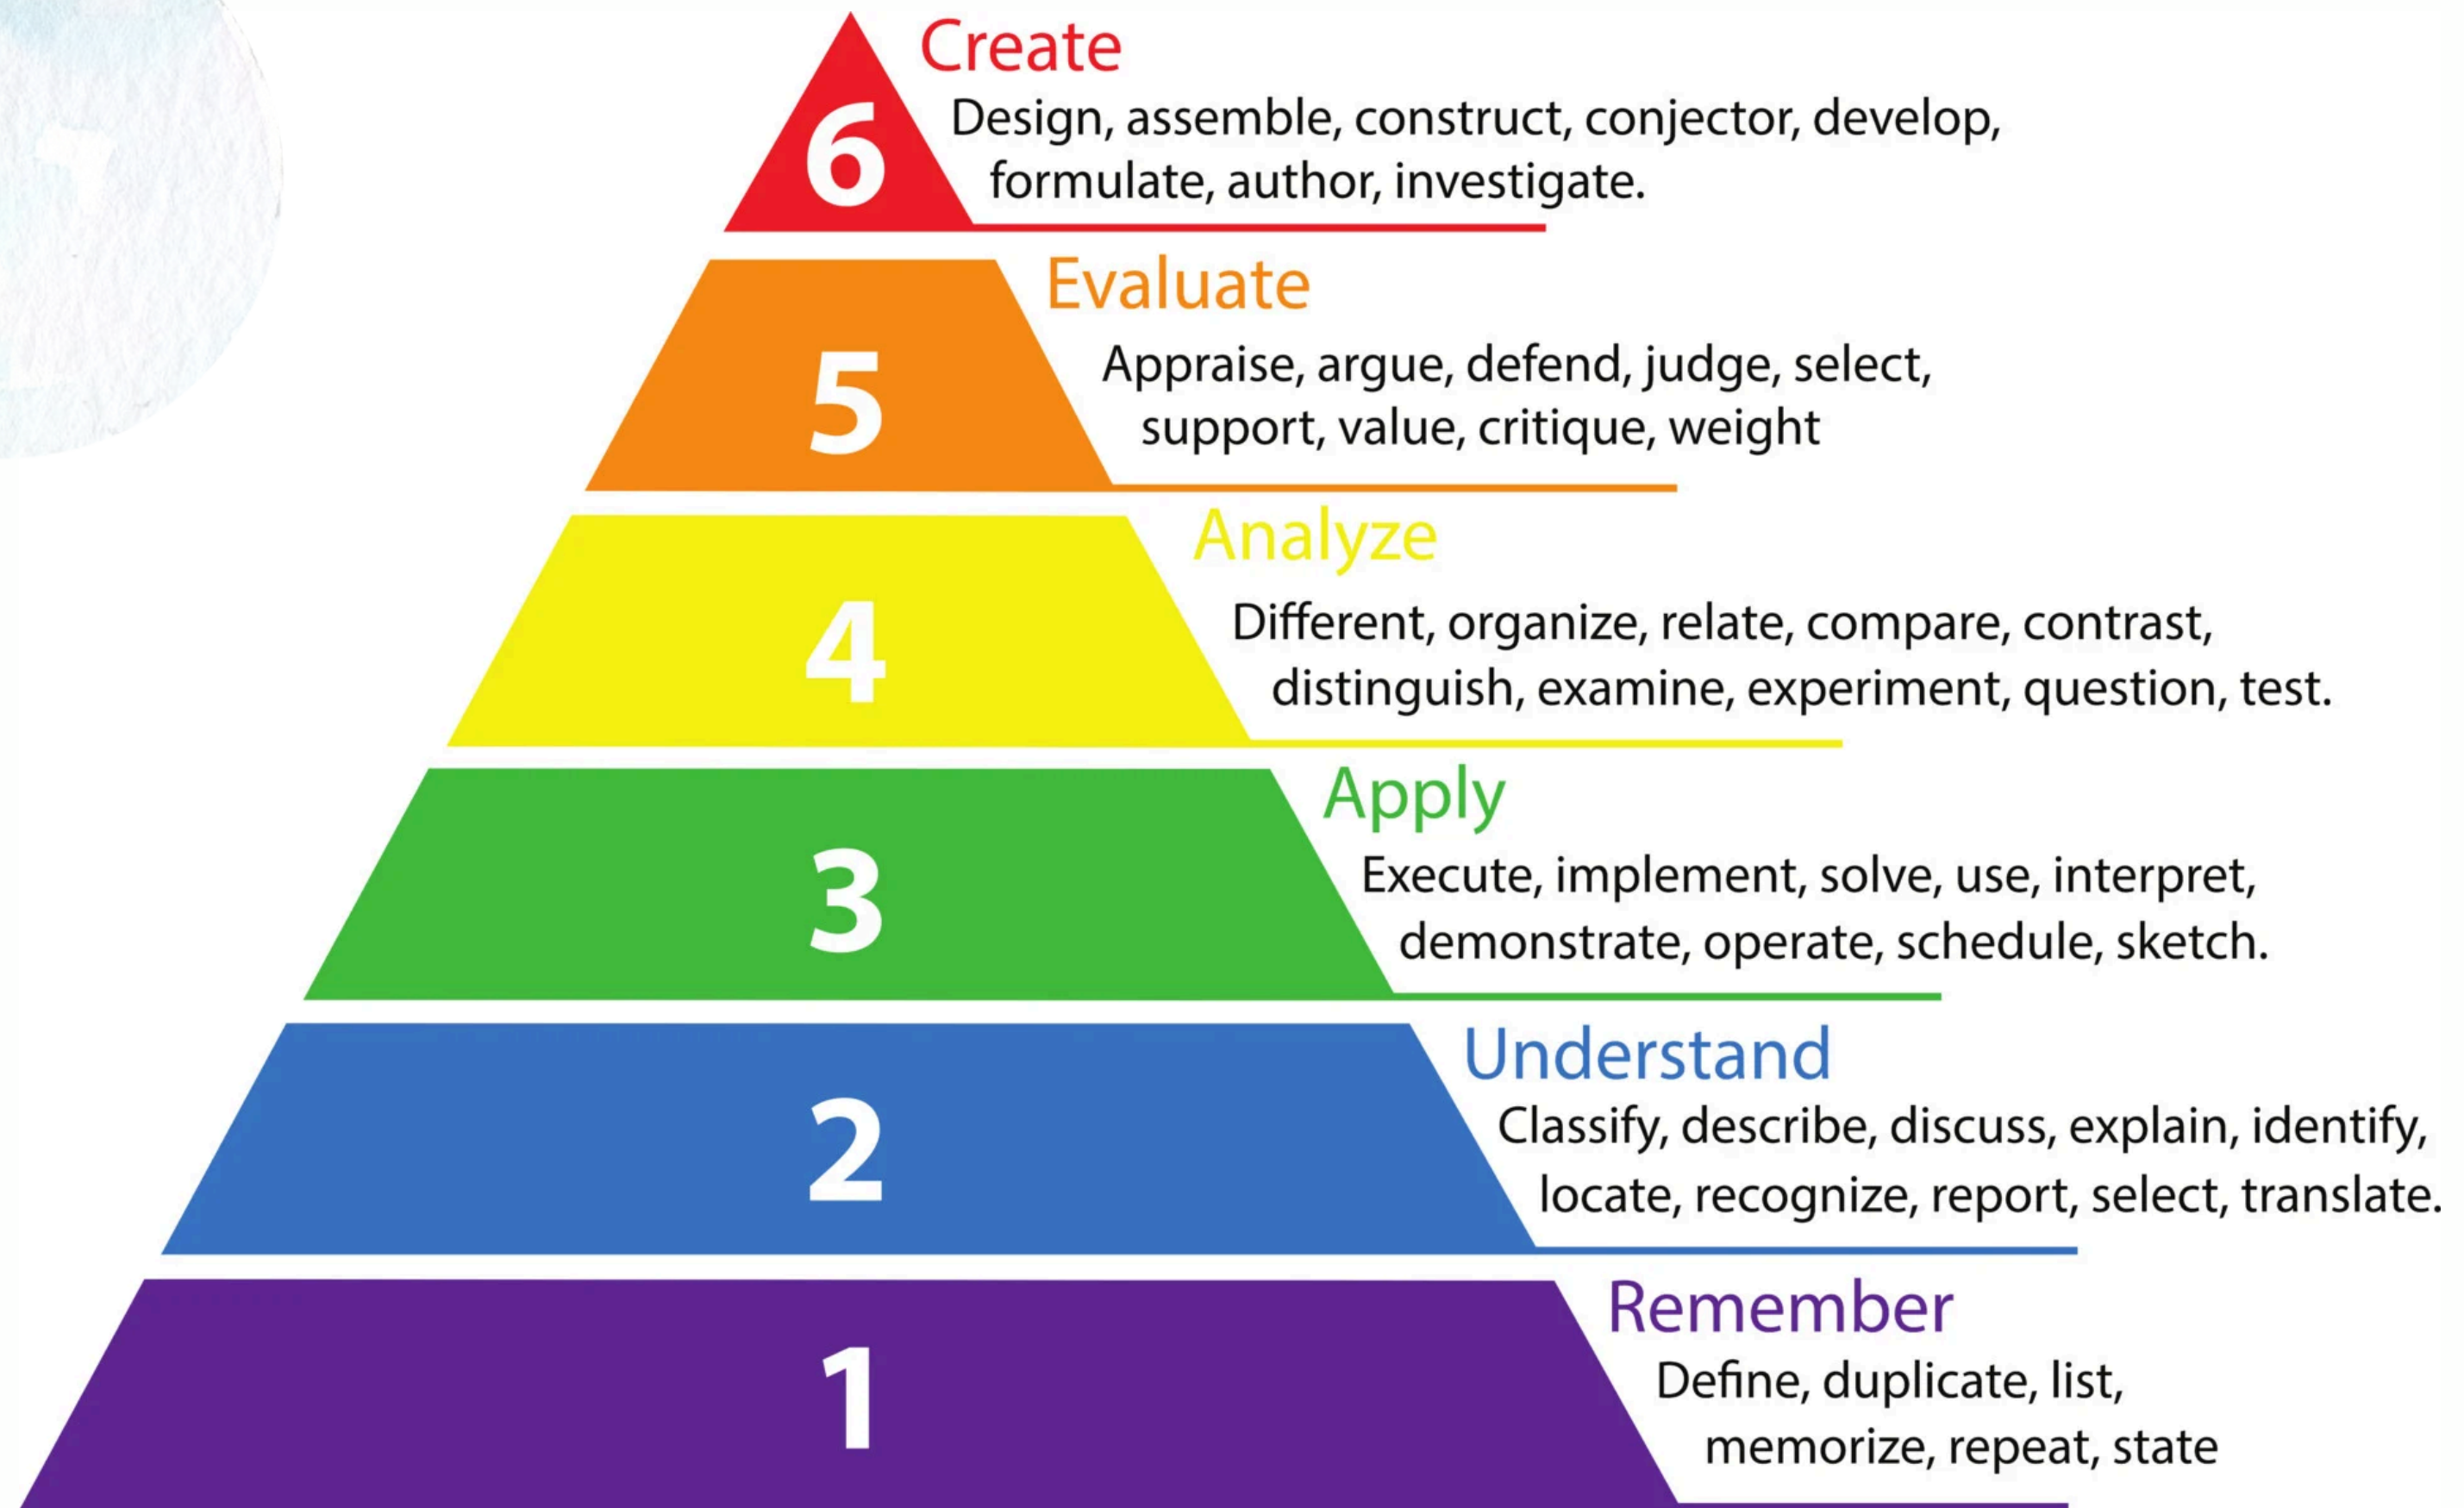 Create
6
Design, assemble, construct, conjector, develop,
formulate, author, investigate.
Evaluate
5
Appraise, argue, defend, judge, select,
support, value, critique, weight
Analyze
4
Different, organize, relate, compare, contrast,
distinguish, examine, experiment, question, test.
Apply
3
Execute, implement, solve, use, interpret,
demonstrate, operate, schedule, sketch.
Understand
2
Classify, describe, discuss, explain, identify,
locate, recognize, report, select, translate.
Remember
1
Define, duplicate, list,
memorize, repeat, state